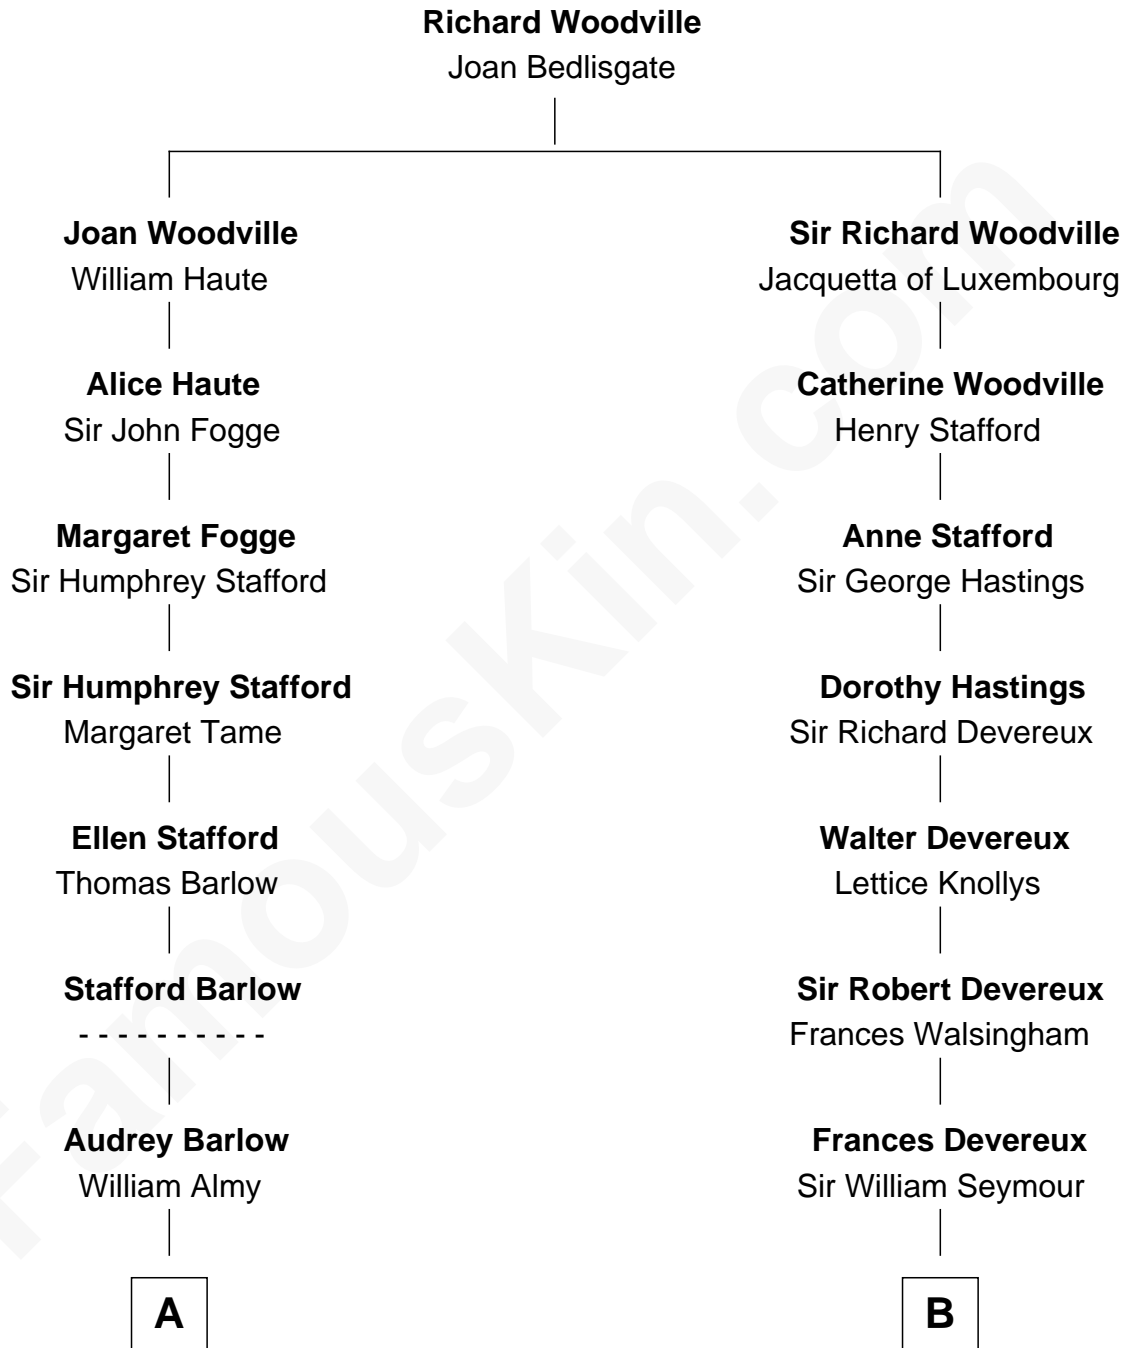 Richard Woodville
Joan Bedlisgate
Joan Woodville
William Haute
Sir Richard Woodville
Jacquetta of Luxembourg
Alice Haute
Sir John Fogge
Catherine Woodville
Henry Stafford
Margaret Fogge
Sir Humphrey Stafford
Anne Stafford
Sir George Hastings
Sir Humphrey Stafford
Margaret Tame
Dorothy Hastings
Sir Richard Devereux
Ellen Stafford
Thomas Barlow
Walter Devereux
Lettice Knollys
Stafford Barlow
- - - - - - - - - -
Sir Robert Devereux
Frances Walsingham
Audrey Barlow
William Almy
Frances Devereux
Sir William Seymour
A
B
FamousKin.com